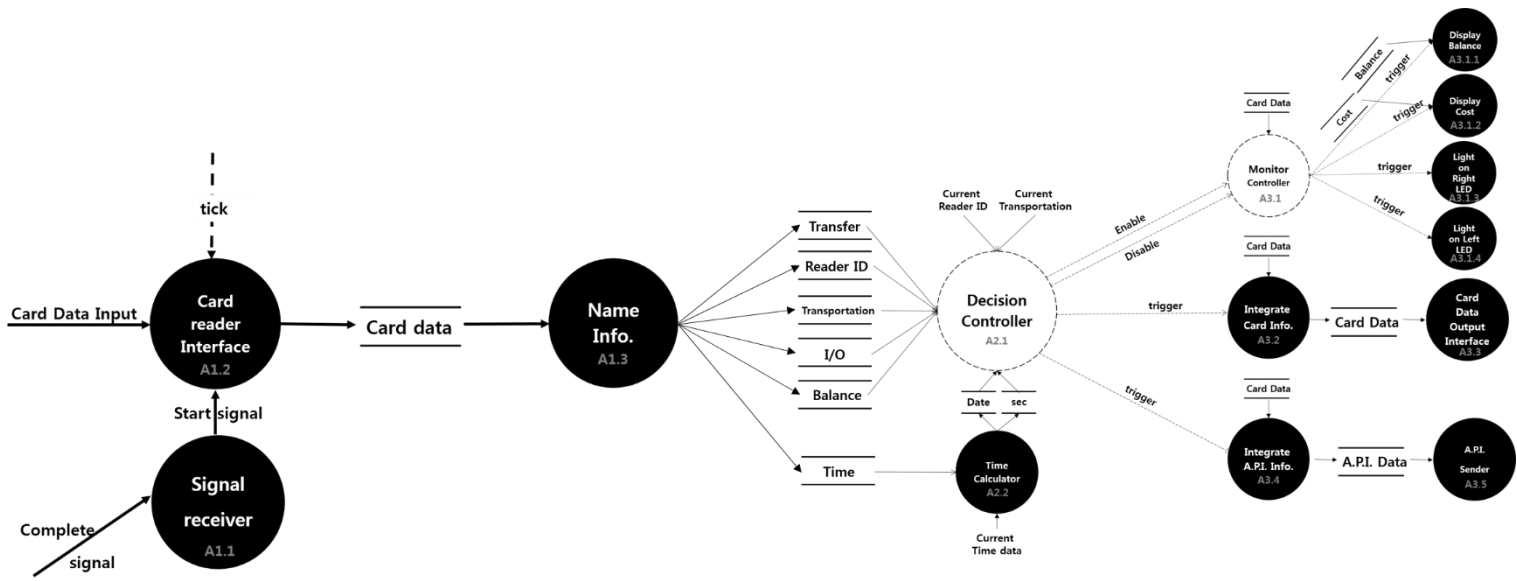 tick
Card Data Input
Card
reader
Interface
A1.2
Start signal
Signal
receiver
A1.1
Complete
signal
Card data
Name
Info.
A1.3
Transfer
Reader ID
Transportation
I/O
Balance
Time
Current
Reader ID
Current
Transportation
Decision
Controller
A2.1
Date
sec
Time
Calculator
A2.2
Current
Time data
Enable
Disable
trigger
trigger
Card Data
Monitor
Controller
A3.1
Balance
trigger
Cost
trigger
trigger
trigger
Display
Balance
A3.1.1
Display
Cost
A3.1.2
Light
on
Right
LED
A3.1.3
Light
on Left
LED
A3.1.4
Card Data
Integrate
Card Info.
A3.2
Card Data
Card
Data
Output
Interface
A3.3
Card Data
Integrate
A.P.I. Info.
A3.4
A.P.I. Data
A.P.I.
Sender
A3.5